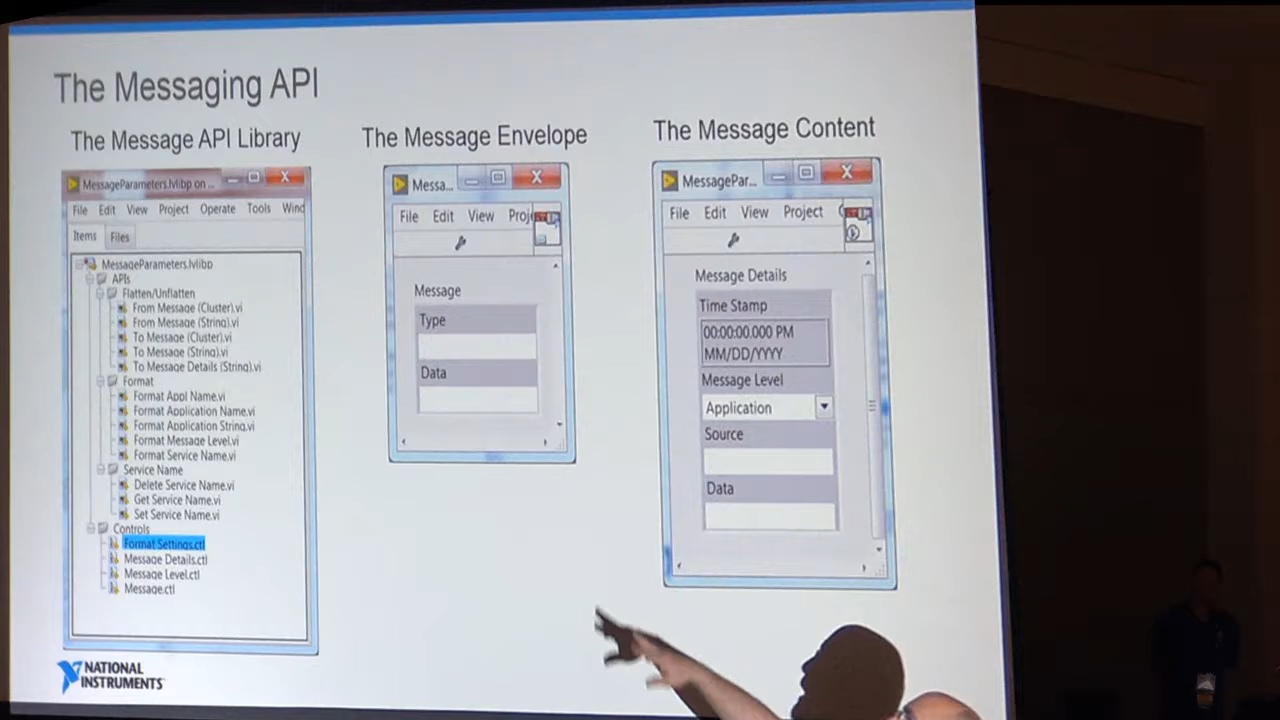 The Messaging API
The Message API Library
MessageParameters.lvlibp on ...
File Edit View Project Operate Tools Wind
Items Files
MessageParameters.lvlibp
APIs
Flatten/Unflatten
From Message (Cluster).vi
From Message (String).vi
To Message (Cluster).vi
To Message (String).vi
To Message Details (String).vi
Format
Format Appl Name.vi
Format Application Name.vi
Format Application String.vi
Format Message Level.vi
Format Service Name.vi
Service Name
Delete Service Name.vi
Get Service Name.vi
Set Service Name.vi
Controls
Format Settings.ctl
Message Details.ctl
Message Level.ctl
Message.ctl
The Message Envelope
Messa...
File Edit View Proj
Message
Type
Data
The Message Content
MessagePar...
File Edit View Project
Message Details
Time Stamp
00:00:00.000 PM
MM/DD/YYYY
Message Level
Application
Source
Data
NATIONAL
INSTRUMENTS